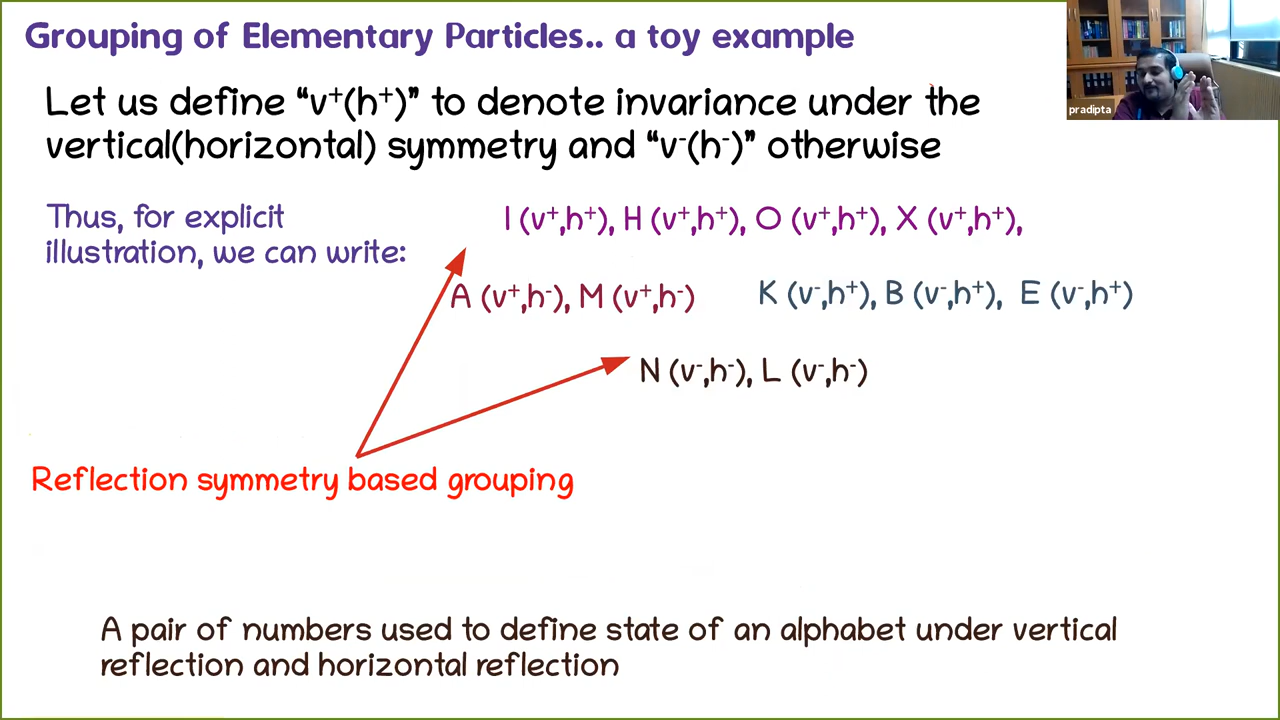 Grouping of Elementary Particles.. a toy example
pradipta
Let us define “v⁺(h⁺)” to denote invariance under the
vertical(horizontal) symmetry and “v⁻(h⁻)” otherwise
Thus, for explicit
illustration, we can write:
I (v⁺,h⁺), H (v⁺,h⁺), O (v⁺,h⁺), X (v⁺,h⁺),
A (v⁺,h⁻), M (v⁺,h⁻)
K (v⁻,h⁺), B (v⁻,h⁺), E (v⁻,h⁺)
N (v⁻,h⁻), L (v⁻,h⁻)
Reflection symmetry based grouping
A pair of numbers used to define state of an alphabet under vertical
reflection and horizontal reflection